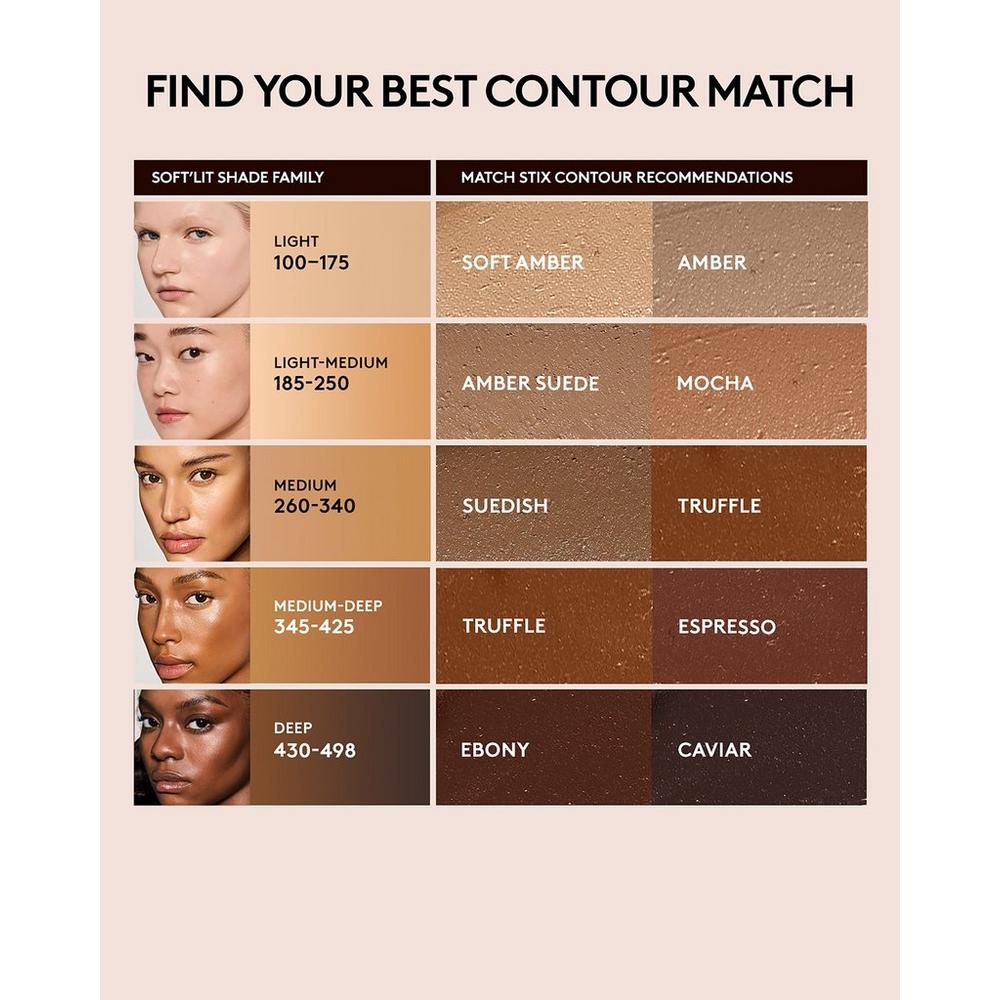 FIND YOUR BEST CONTOUR MATCH
SOFT'LIT SHADE FAMILY
MATCH STIX CONTOUR RECOMMENDATIONS
LIGHT
100–175
SOFT AMBER
AMBER
LIGHT-MEDIUM
185-250
AMBER SUEDE
MOCHA
MEDIUM
260-340
SUEDISH
TRUFFLE
MEDIUM-DEEP
345-425
TRUFFLE
ESPRESSO
DEEP
430-498
EBONY
CAVIAR